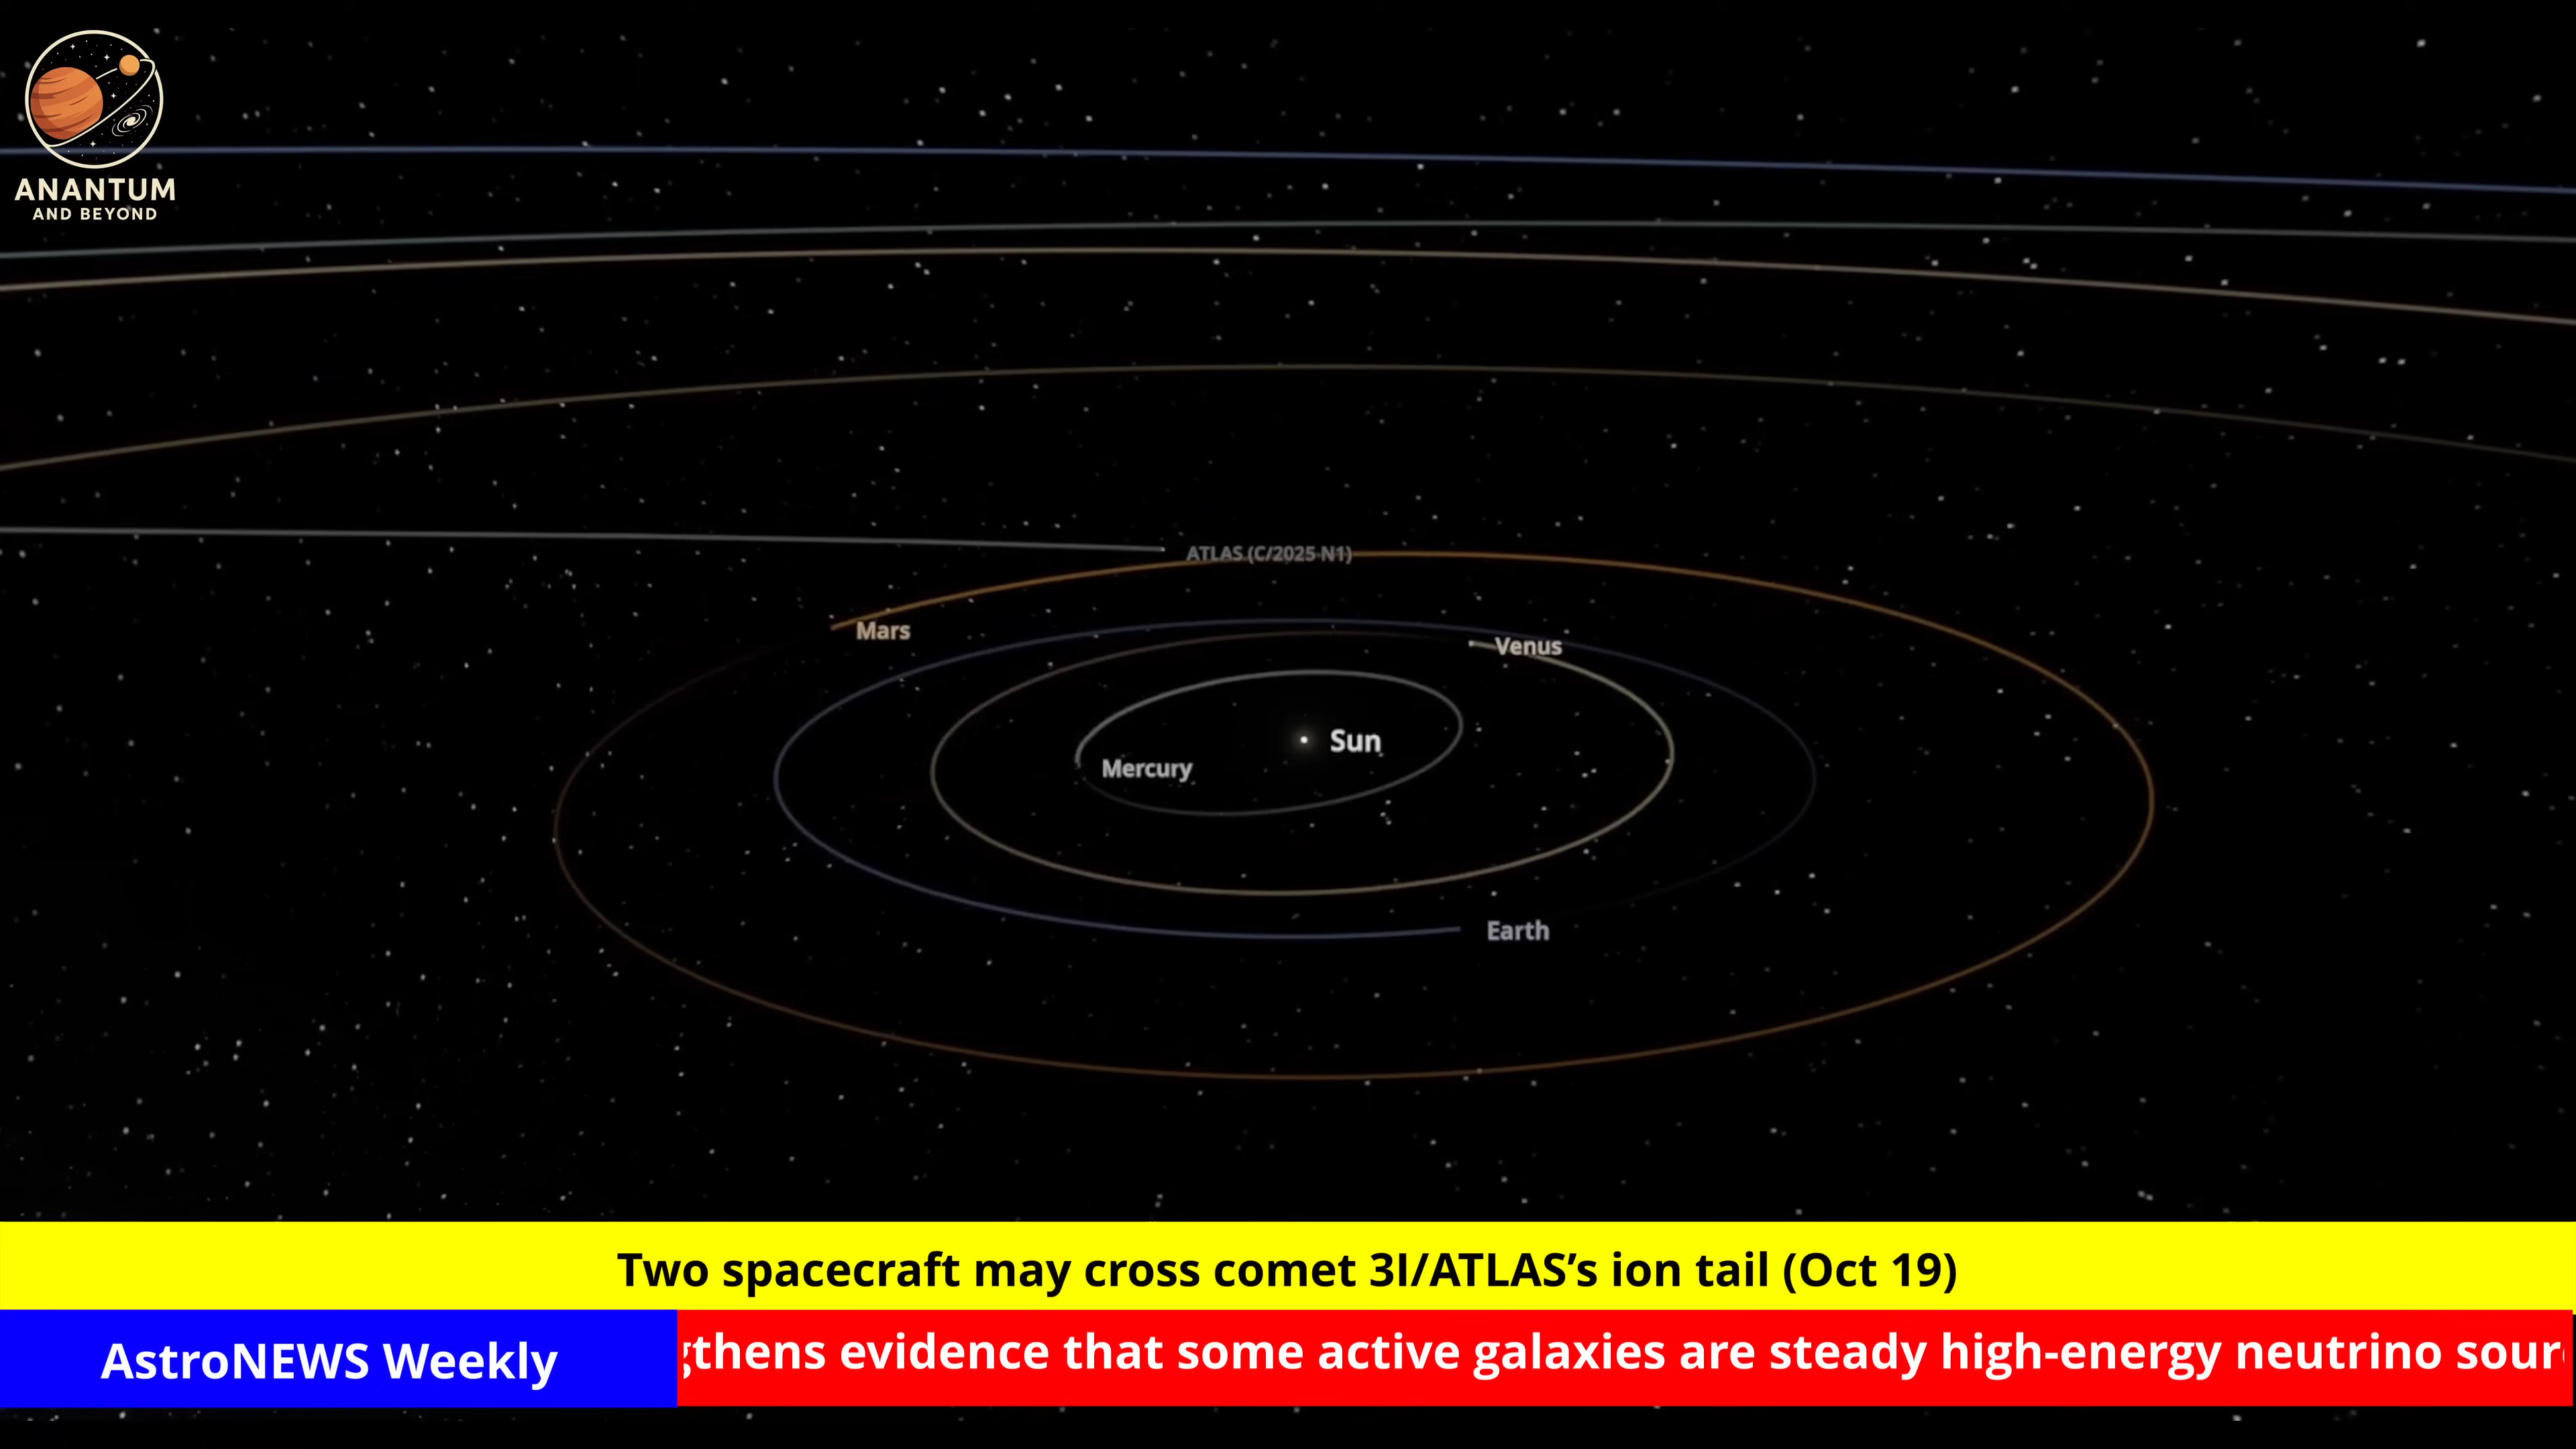 ANANTUM
AND BEYOND
ATLAS (C/2025 N1)
Mars
Venus
Sun
Mercury
Earth
Two spacecraft may cross comet 3I/ATLAS’s ion tail (Oct 19)
AstroNEWS Weekly
gthens evidence that some active galaxies are steady high-energy neutrino sour